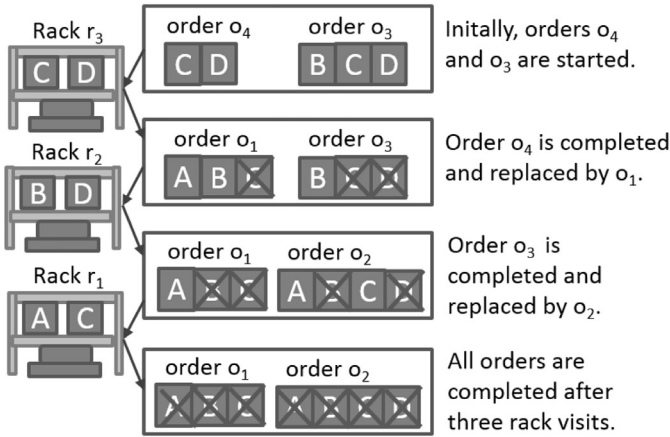 Rack r3
C D
order o4
order o3
C D
B C D
Initally, orders o4
and o3 are started.
order o1
order o3
A B C
B C D
Order o4 is completed
and replaced by o1.
Rack r2
B D
order o1
order o2
A B C
A B C D
Order o3 is
completed and
replaced by o2.
Rack r1
A C
order o1
order o2
A B C
A B C D
All orders are
completed after
three rack visits.